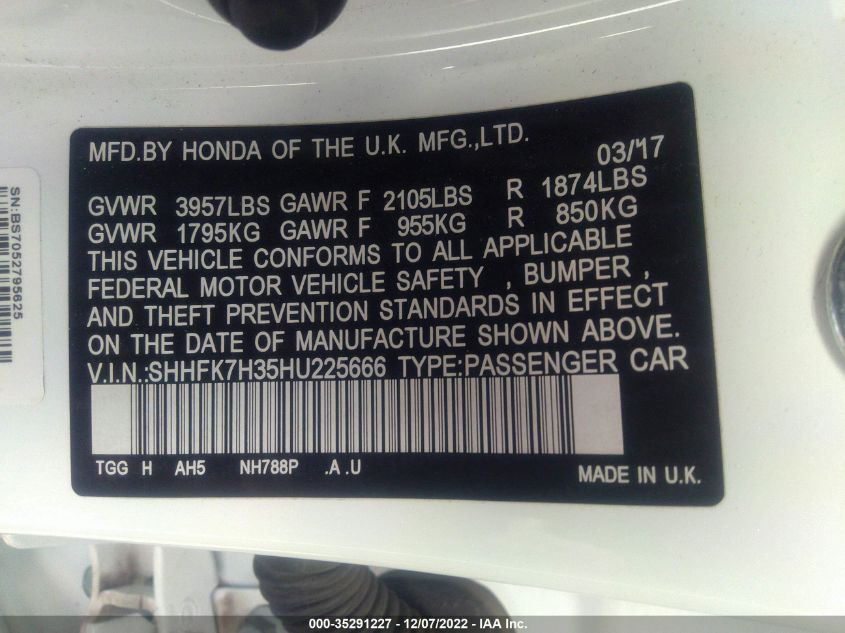 MFD.BY HONDA OF THE U.K. MFG.,LTD. 03/17
GVWR 3957LBS GAWR F 2105LBS R 1874LBS
GVWR 1795KG GAWR F 955KG R 850KG
THIS VEHICLE CONFORMS TO ALL APPLICABLE
FEDERAL MOTOR VEHICLE SAFETY , BUMPER ,
AND THEFT PREVENTION STANDARDS IN EFFECT
ON THE DATE OF MANUFACTURE SHOWN ABOVE.
V.I.N.:SHHFK7H35HU225666 TYPE:PASSENGER CAR
TGG H AH5 NH788P .A .U
MADE IN U.K.
SN:BS7052795625
000-35291227 - 12/07/2022 - IAA Inc.